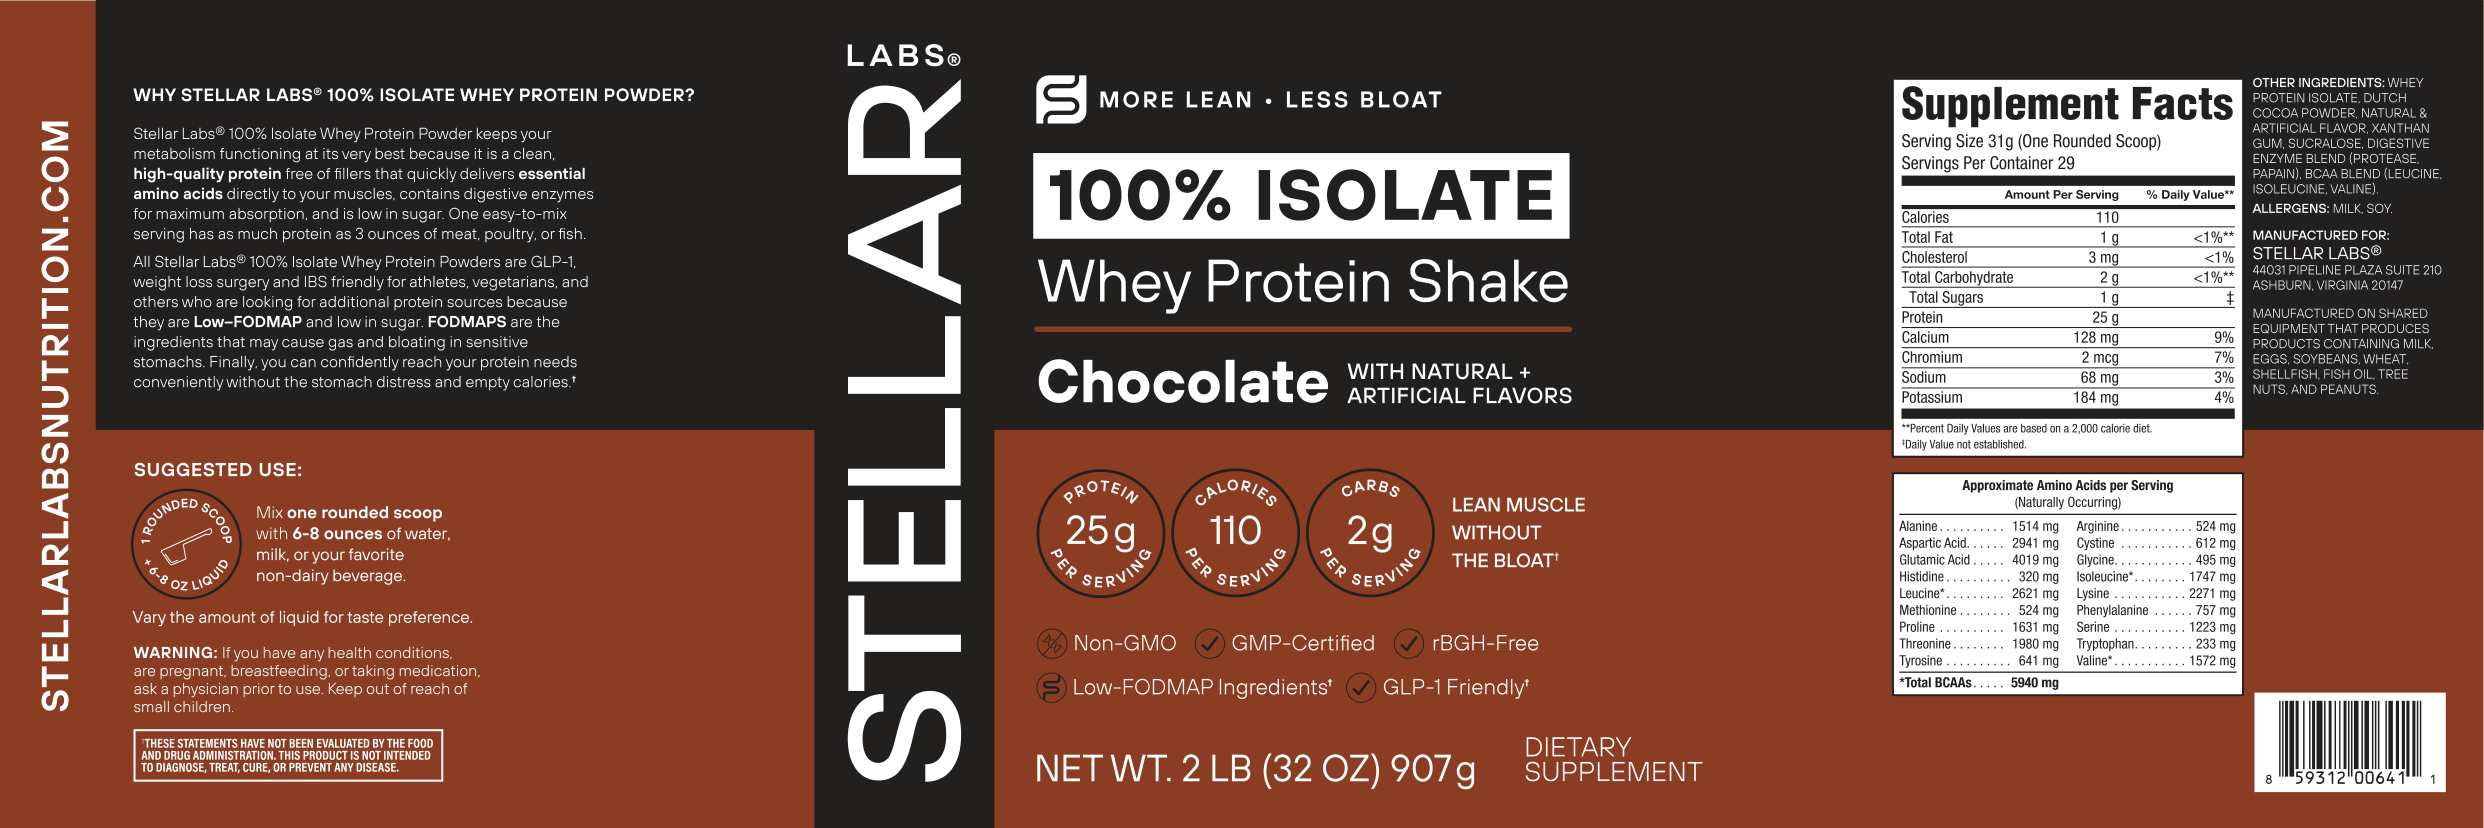 STELLARLABSNUTRITION.COM
WHY STELLAR LABS® 100% ISOLATE WHEY PROTEIN POWDER?
Stellar Labs® 100% Isolate Whey Protein Powder keeps your
metabolism functioning at its very best because it is a clean,
high-quality protein free of fillers that quickly delivers essential
amino acids directly to your muscles, contains digestive enzymes
for maximum absorption, and is low in sugar. One easy-to-mix
serving has as much protein as 3 ounces of meat, poultry, or fish.
All Stellar Labs® 100% Isolate Whey Protein Powders are GLP-1,
weight loss surgery and IBS friendly for athletes, vegetarians, and
others who are looking for additional protein sources because
they are Low–FODMAP and low in sugar. FODMAPS are the
ingredients that may cause gas and bloating in sensitive
stomachs. Finally, you can confidently reach your protein needs
conveniently without the stomach distress and empty calories.†
SUGGESTED USE:
1 ROUNDED SCOOP
+ 6-8 OZ LIQUID
Mix one rounded scoop
with 6-8 ounces of water,
milk, or your favorite
non-dairy beverage.
Vary the amount of liquid for taste preference.
WARNING: If you have any health conditions,
are pregnant, breastfeeding, or taking medication,
ask a physician prior to use. Keep out of reach of
small children.
†THESE STATEMENTS HAVE NOT BEEN EVALUATED BY THE FOOD
AND DRUG ADMINISTRATION. THIS PRODUCT IS NOT INTENDED
TO DIAGNOSE, TREAT, CURE, OR PREVENT ANY DISEASE.
STELLAR
LABS®
MORE LEAN • LESS BLOAT
100% ISOLATE
Whey Protein Shake
Chocolate
WITH NATURAL +
ARTIFICIAL FLAVORS
PROTEIN
25g
PER SERVING
CALORIES
110
PER SERVING
CARBS
2g
PER SERVING
LEAN MUSCLE
WITHOUT
THE BLOAT†
Non-GMO
GMP-Certified
rBGH-Free
Low-FODMAP Ingredients†
GLP-1 Friendly†
NET WT. 2 LB (32 OZ) 907g
DIETARY
SUPPLEMENT
Supplement Facts
Serving Size 31g (One Rounded Scoop)
Servings Per Container 29
Amount Per Serving % Daily Value**
Calories 110
Total Fat 1 g <1%**
Cholesterol 3 mg <1%
Total Carbohydrate 2 g <1%**
Total Sugars 1 g ‡
Protein 25 g
Calcium 128 mg 9%
Chromium 2 mcg 7%
Sodium 68 mg 3%
Potassium 184 mg 4%
**Percent Daily Values are based on a 2,000 calorie diet.
‡Daily Value not established.
Approximate Amino Acids per Serving
(Naturally Occurring)
Alanine . . . . . . . . . . 1514 mg Arginine . . . . . . . . . . . 524 mg
Aspartic Acid. . . . . . 2941 mg Cystine . . . . . . . . . . . 612 mg
Glutamic Acid . . . . . 4019 mg Glycine. . . . . . . . . . . . 495 mg
Histidine . . . . . . . . . . 320 mg Isoleucine* . . . . . . . . 1747 mg
Leucine* . . . . . . . . . 2621 mg Lysine . . . . . . . . . . . 2271 mg
Methionine . . . . . . . . 524 mg Phenylalanine . . . . . . 757 mg
Proline . . . . . . . . . . 1631 mg Serine . . . . . . . . . . . 1223 mg
Threonine . . . . . . . . 1980 mg Tryptophan. . . . . . . . . 233 mg
Tyrosine . . . . . . . . . . 641 mg Valine* . . . . . . . . . . . 1572 mg
*Total BCAAs . . . . . 5940 mg
OTHER INGREDIENTS: WHEY
PROTEIN ISOLATE, DUTCH
COCOA POWDER, NATURAL &
ARTIFICIAL FLAVOR, XANTHAN
GUM, SUCRALOSE, DIGESTIVE
ENZYME BLEND (PROTEASE,
PAPAIN), BCAA BLEND (LEUCINE,
ISOLEUCINE, VALINE).
ALLERGENS: MILK, SOY.
MANUFACTURED FOR:
STELLAR LABS®
44031 PIPELINE PLAZA SUITE 210
ASHBURN, VIRGINIA 20147
MANUFACTURED ON SHARED
EQUIPMENT THAT PRODUCES
PRODUCTS CONTAINING MILK,
EGGS, SOYBEANS, WHEAT,
SHELLFISH, FISH OIL, TREE
NUTS, AND PEANUTS.
8 59312 00641 1